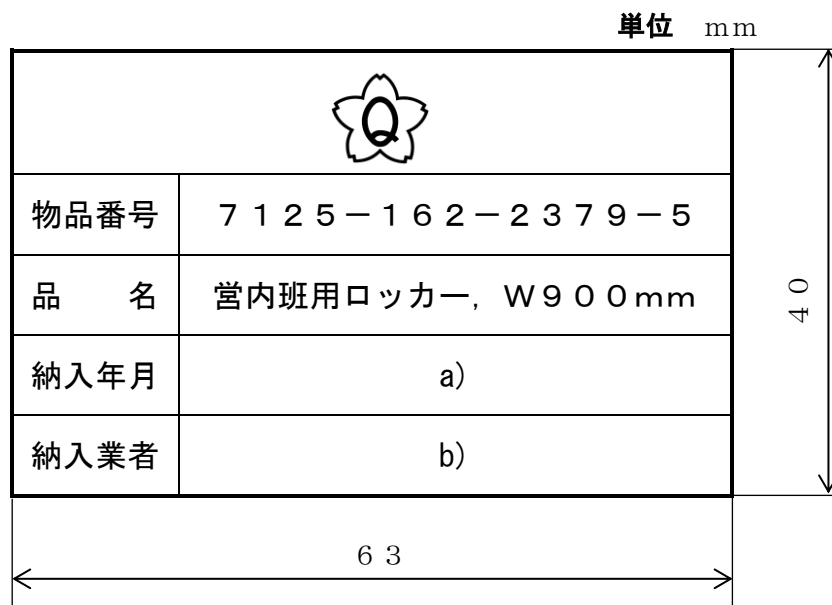 単位　ｍｍ
Q
物品番号　７１２５－１６２－２３７９－５
品　　名　営内班用ロッカー，Ｗ９００ｍｍ
納入年月　a)
納入業者　b)
４０
６３